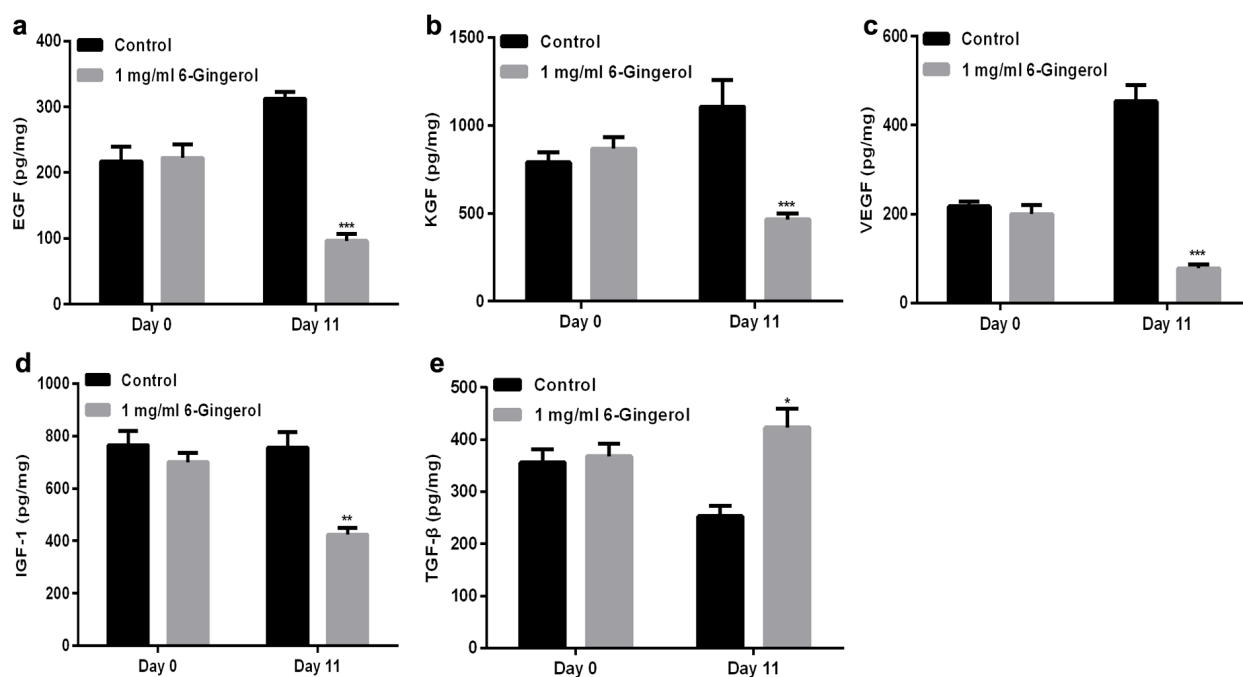 a
Control
1 mg/ml 6-Gingerol
EGF (pg/mg)
400
300
200
100
0
Day 0
Day 11
***
b
Control
1 mg/ml 6-Gingerol
KGF (pg/mg)
1500
1000
500
0
Day 0
Day 11
***
c
Control
1 mg/ml 6-Gingerol
VEGF (pg/mg)
600
400
200
0
Day 0
Day 11
***
d
Control
1 mg/ml 6-Gingerol
IGF-1 (pg/mg)
1000
800
600
400
200
0
Day 0
Day 11
**
e
Control
1 mg/ml 6-Gingerol
TGF-β (pg/mg)
500
400
300
200
100
0
Day 0
Day 11
*